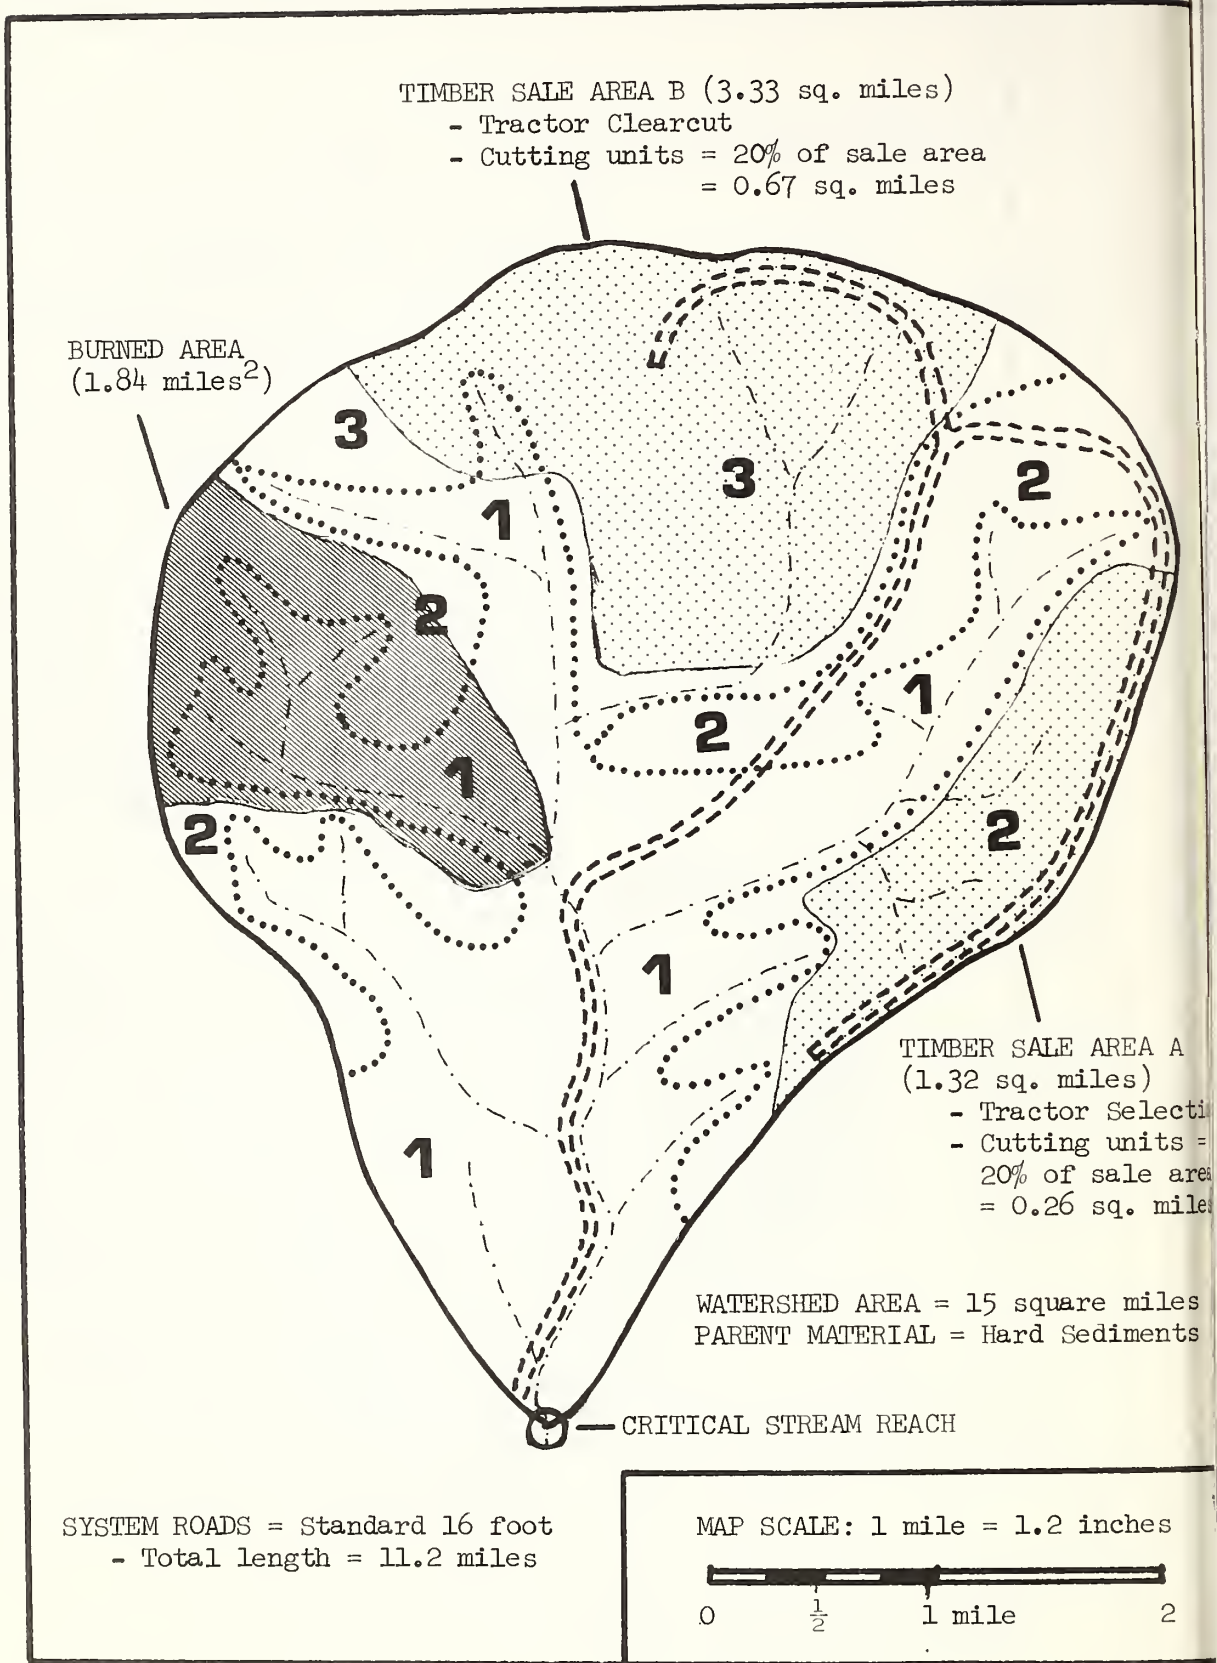 TIMBER SALE AREA B (3.33 sq. miles)
- Tractor Clearcut
- Cutting units = 20% of sale area
= 0.67 sq. miles
BURNED AREA
(1.84 miles²)
3
1
3
2
2
1
2
1
2
2
1
TIMBER SALE AREA A
(1.32 sq. miles)
- Tractor Selecti
- Cutting units =
20% of sale area
= 0.26 sq. miles
1
WATERSHED AREA = 15 square miles
PARENT MATERIAL = Hard Sediments
CRITICAL STREAM REACH
SYSTEM ROADS = Standard 16 foot
- Total length = 11.2 miles
MAP SCALE: 1 mile = 1.2 inches
0 1/2 1 mile 2